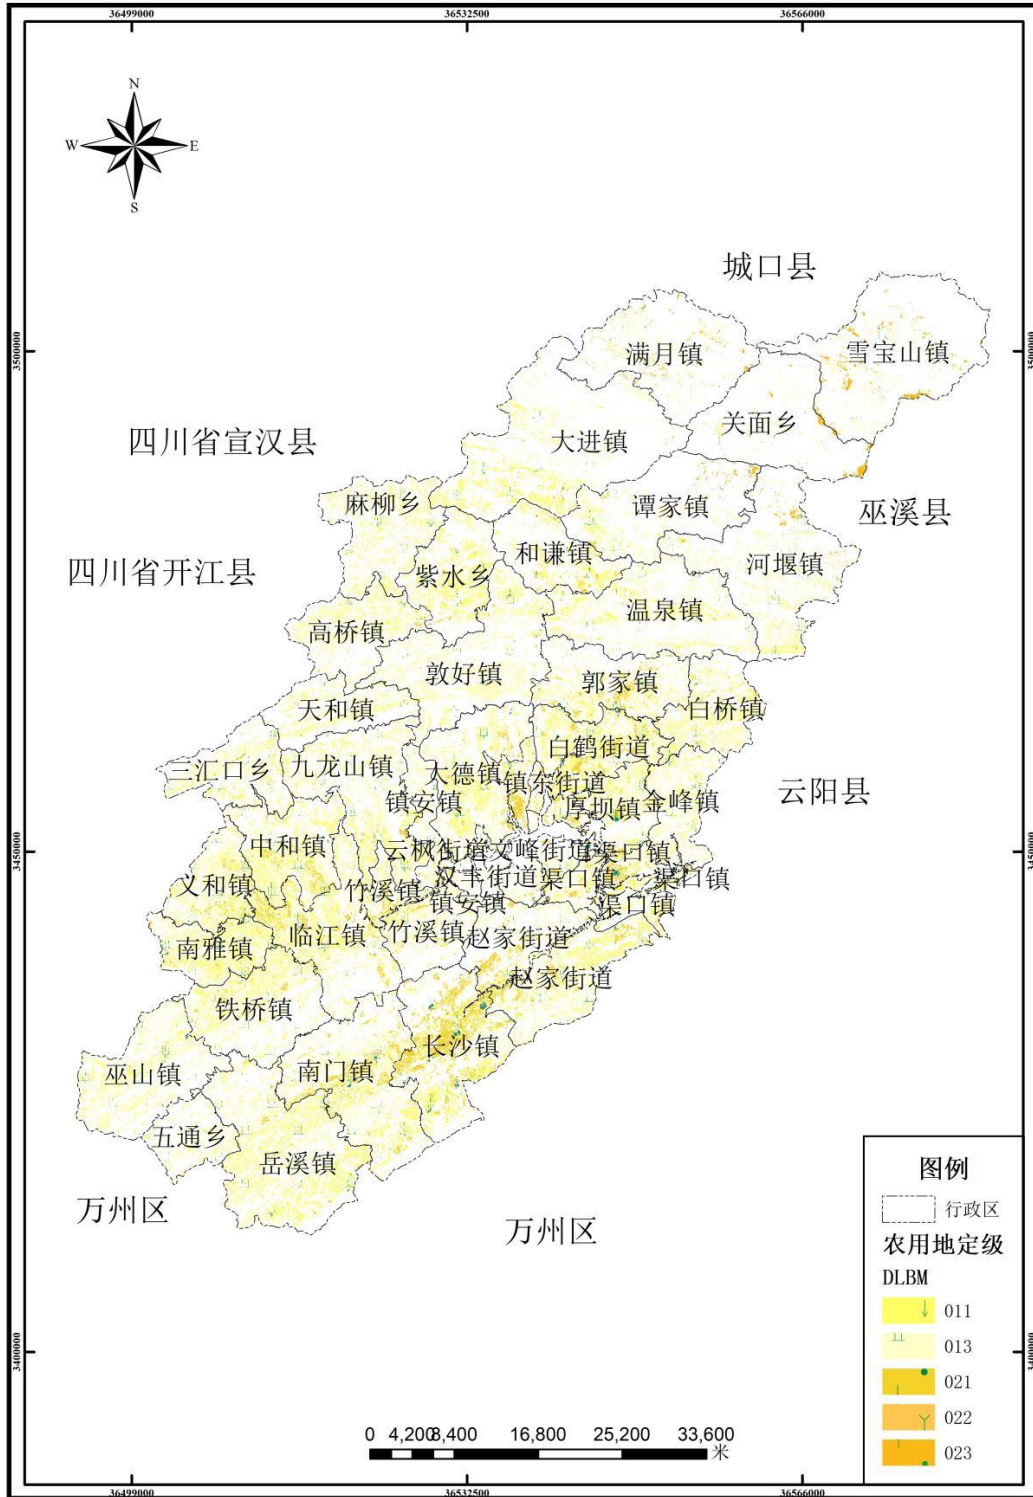 36499000 36532500 36566000
N
W E
S
城口县
3500000 3500000
满月镇 雪宝山镇
关面乡
四川省宣汉县 大进镇
麻柳乡 谭家镇 巫溪县
和谦镇 河堰镇
四川省开江县 紫水乡
温泉镇
高桥镇
敦好镇 郭家镇
天和镇 白桥镇
白鹤街道
三汇口乡 九龙山镇 大德镇 镇东街道
镇安镇 厚坝镇 金峰镇 云阳县
中和镇 云枫街道 文峰街道 渠口镇
3450000 3450000
义和镇 竹溪镇 汉丰街道 渠口镇 渠口镇
镇安镇 渠口镇
南雅镇 临江镇 竹溪镇 赵家街道
赵家街道
铁桥镇
长沙镇
巫山镇 南门镇
五通乡
岳溪镇
万州区
万州区
图例
行政区
农用地定级
DLBM
011
013
021
022
023
3400000 3400000
0 4,200 8,400 16,800 25,200 33,600
米
36499000 36532500 36566000